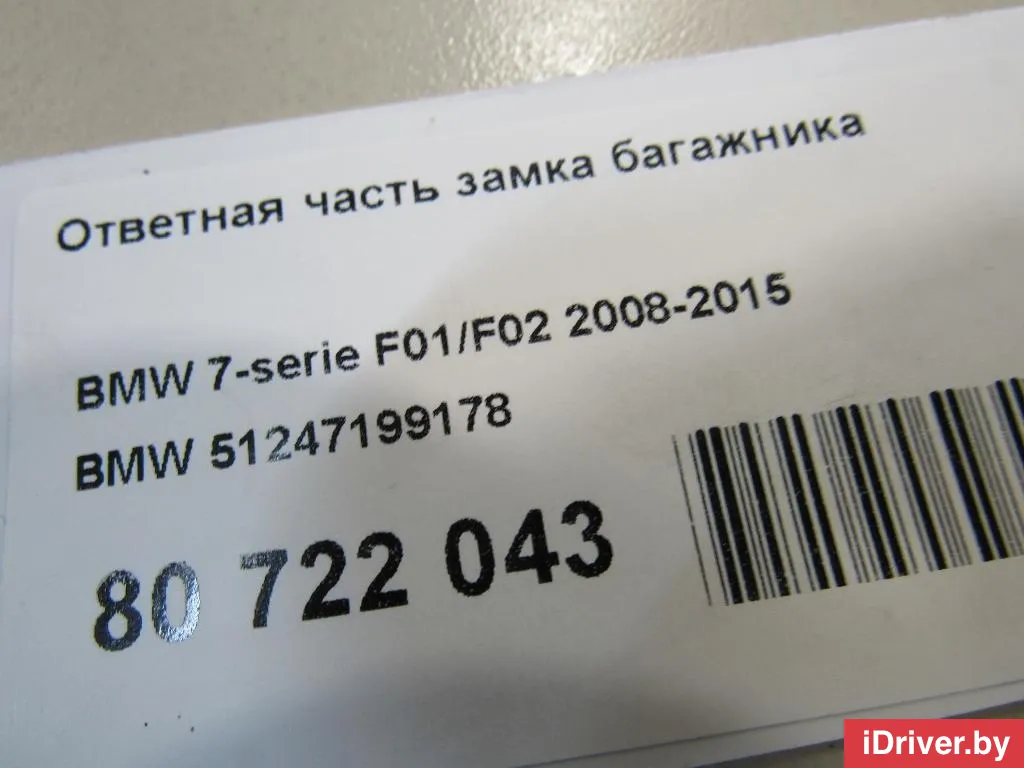 Ответная часть замка багажника
BMW 7-serie F01/F02 2008-2015
BMW 51247199178
80 722 043
iDriver.by